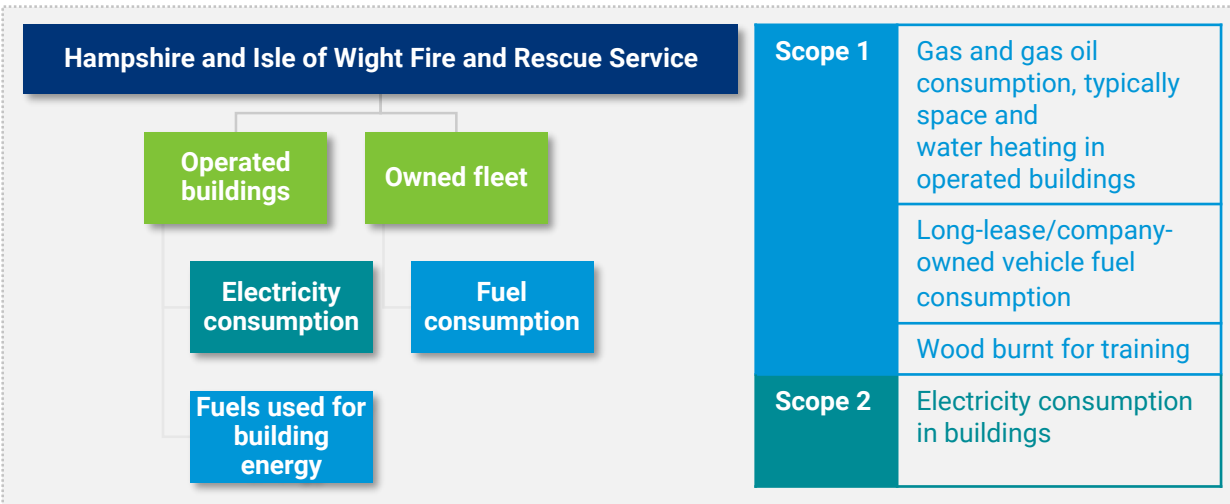 Hampshire and Isle of Wight Fire and Rescue Service
Operated
buildings
Owned fleet
Electricity
consumption
Fuel
consumption
Fuels used for
building
energy
Scope 1
Gas and gas oil
consumption, typically
space and
water heating in
operated buildings
Long-lease/company-
owned vehicle fuel
consumption
Wood burnt for training
Scope 2
Electricity consumption
in buildings